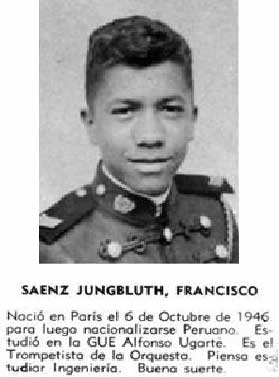 SAENZ JUNGBLUTH, FRANCISCO
Nació en París el 6 de Octubre de 1946
para luego nacionalizarse Peruano. Es-
tudió en la GUE Alfonso Ugarte. Es el
Trompetista de la Orquesta. Piensa es-
tudiar Ingeniería. Buena suerte.